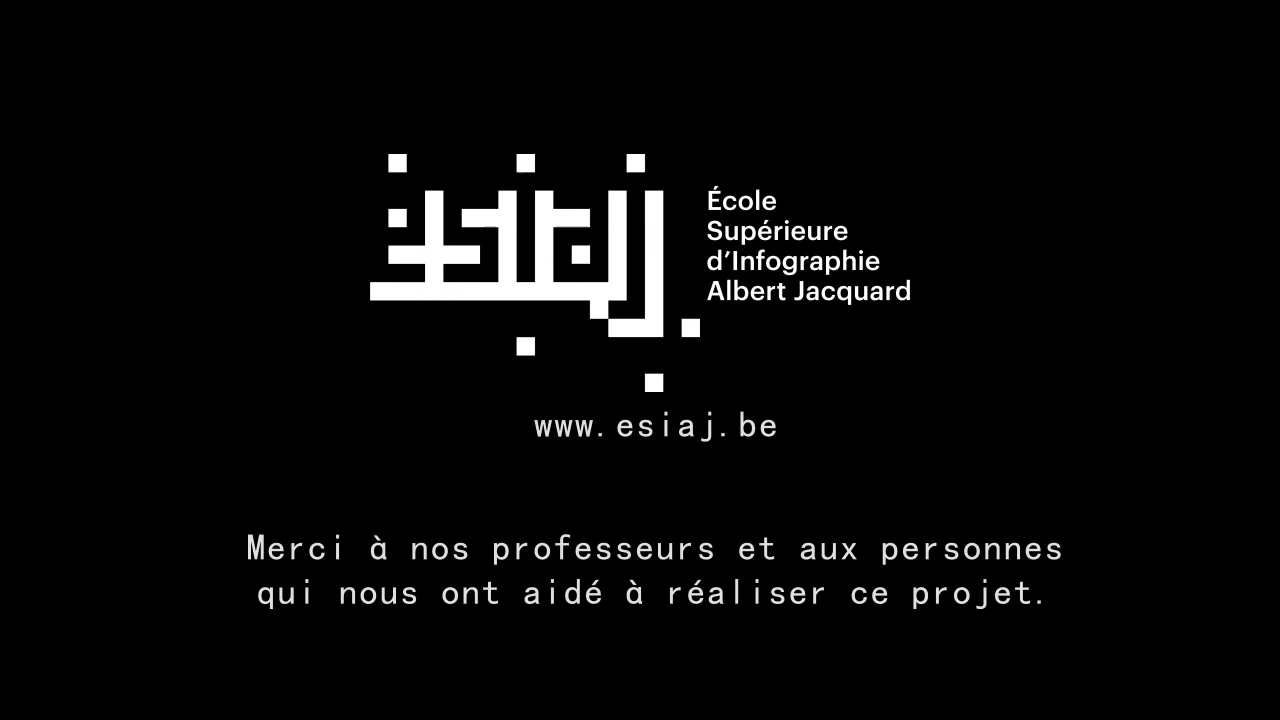 esiaj
École
Supérieure
d’Infographie
Albert Jacquard
www.esiaj.be
Merci à nos professeurs et aux personnes
qui nous ont aidé à réaliser ce projet.